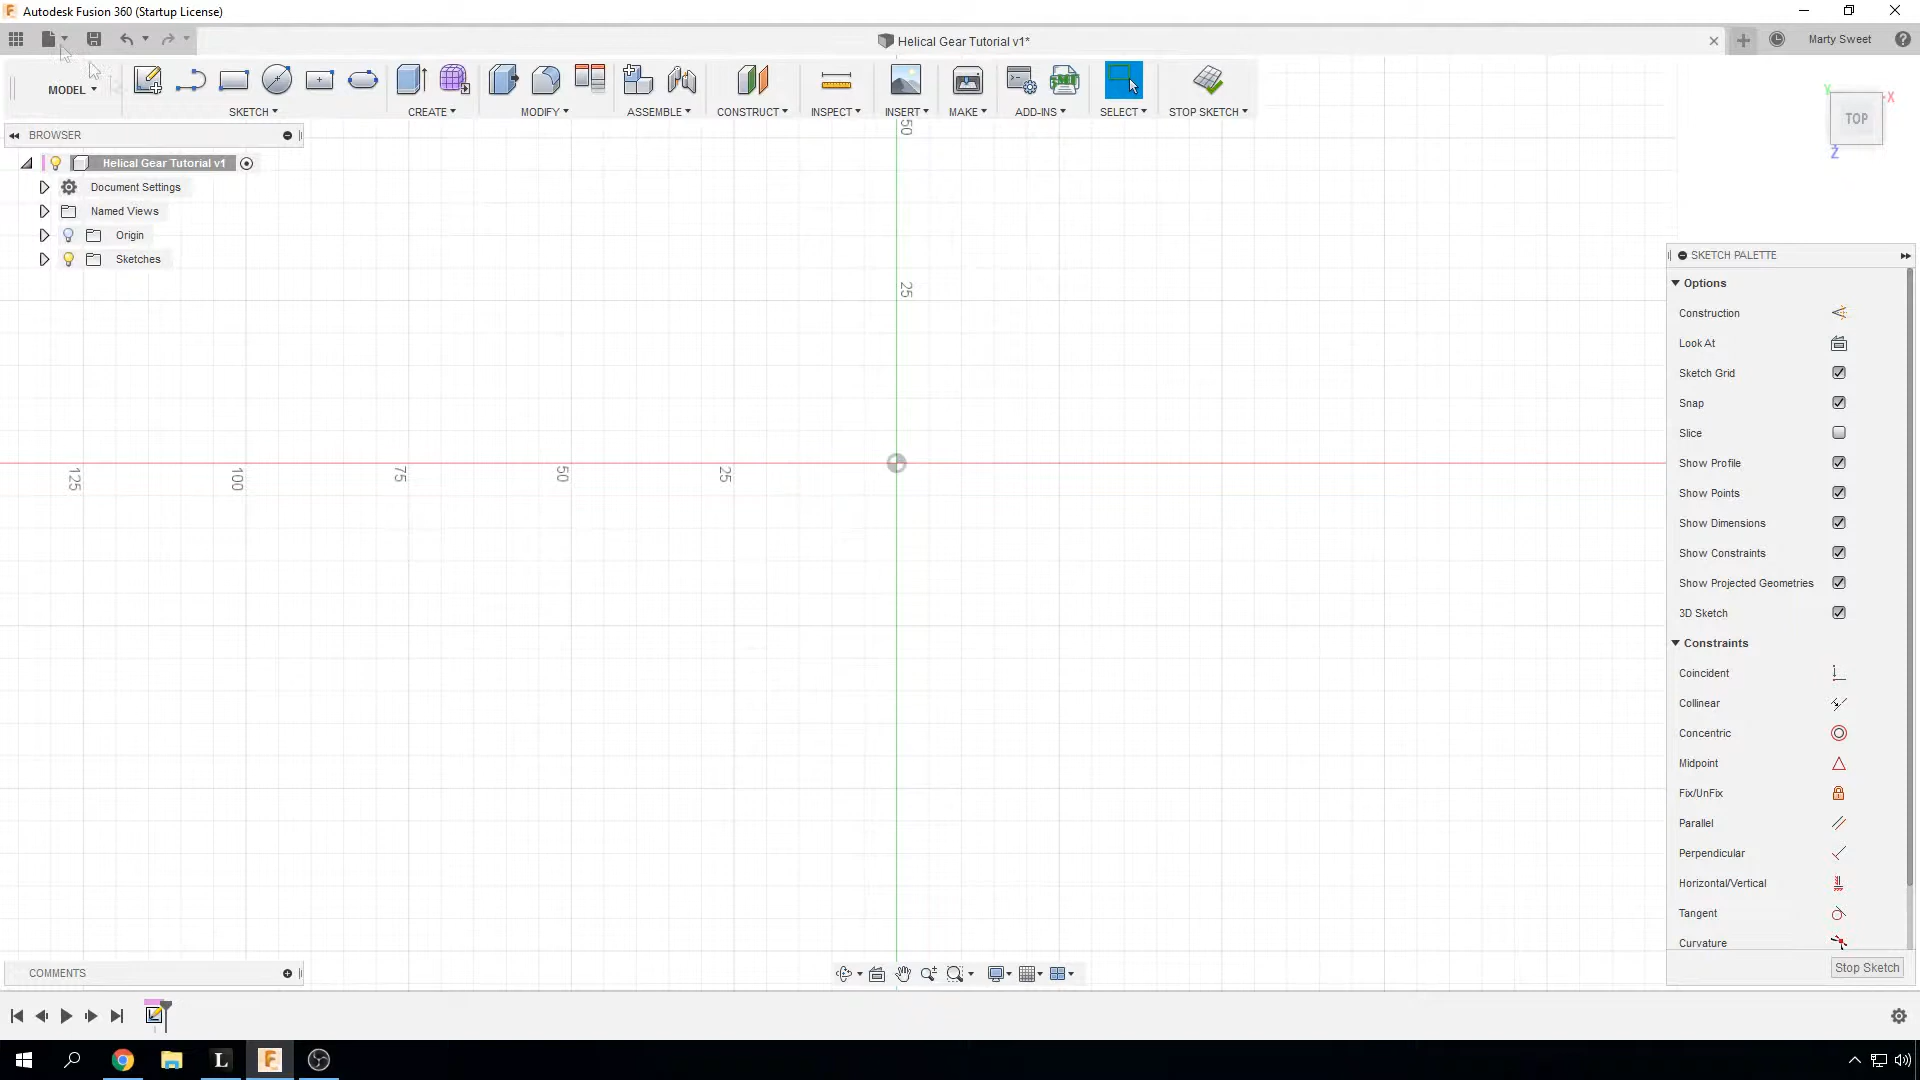 Autodesk Fusion 360 (Startup License)
Helical Gear Tutorial v1*
Marty Sweet
MODEL
SKETCH
CREATE
MODIFY
ASSEMBLE
CONSTRUCT
INSPECT
INSERT
MAKE
ADD-INS
SELECT
STOP SKETCH
TOP
Y
X
Z
BROWSER
Helical Gear Tutorial v1
Document Settings
Named Views
Origin
Sketches
50
25
125
100
75
50
25
SKETCH PALETTE
Options
Construction
Look At
Sketch Grid
Snap
Slice
Show Profile
Show Points
Show Dimensions
Show Constraints
Show Projected Geometries
3D Sketch
Constraints
Coincident
Collinear
Concentric
Midpoint
Fix/UnFix
Parallel
Perpendicular
Horizontal/Vertical
Tangent
Curvature
Stop Sketch
COMMENTS